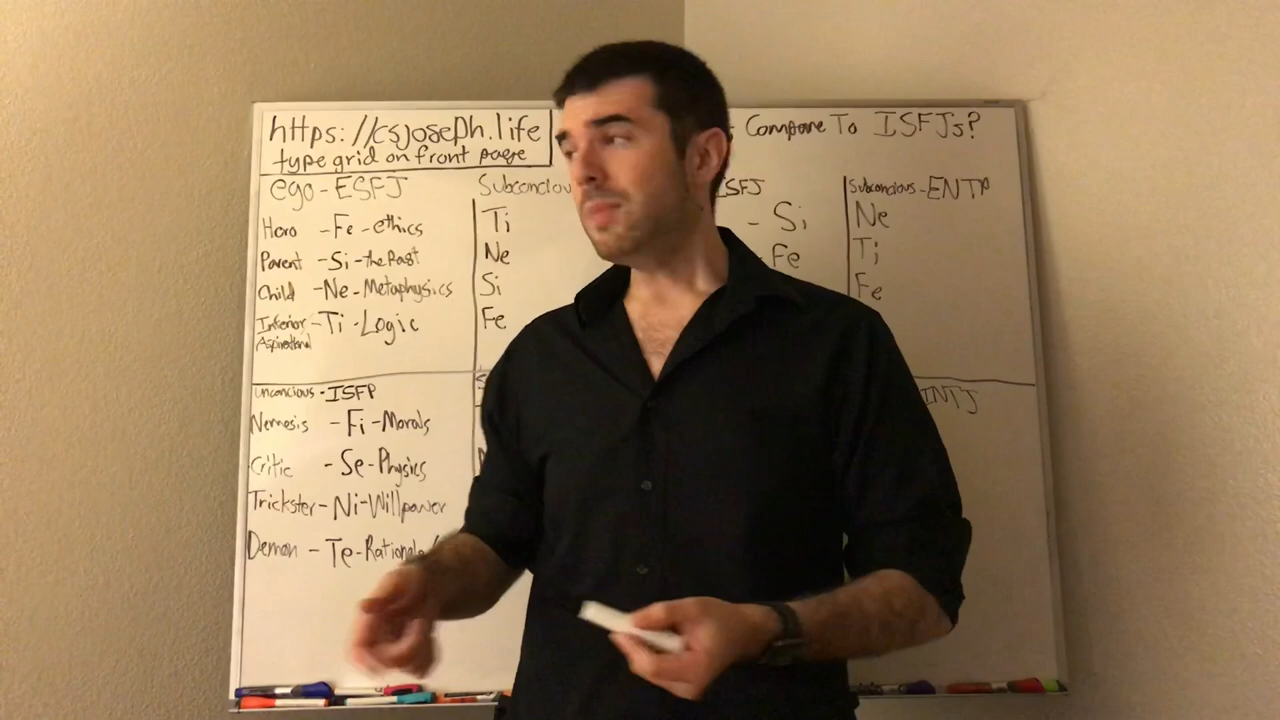 https://csjoseph.life
type grid on front page
Compare To ISFJs?
ego-ESFJ
Hero -Fe-ethics
Parent -Si-the Past
Child -Ne-Metaphysics
Inferior -Ti-Logic
Aspirational
Subconciou
Ti
Ne
Si
Fe
SFJ
- Si
-Fe
Subconcious-ENTP
Ne
Ti
Fe
unconcious-ISFP
Nemesis -Fi-Morals
Critic -Se-Physics
Trickster-Ni-Willpower
Demon -Te-Rational
INTJ